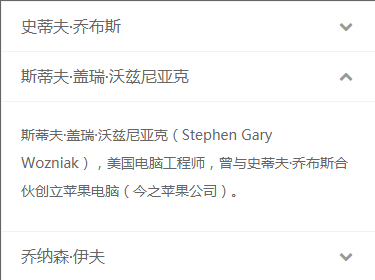 史蒂夫·乔布斯
斯蒂夫·盖瑞·沃兹尼亚克
斯蒂夫·盖瑞·沃兹尼亚克（Stephen Gary
Wozniak），美国电脑工程师，曾与史蒂夫·乔布斯合
伙创立苹果电脑（今之苹果公司）。
乔纳森·伊夫